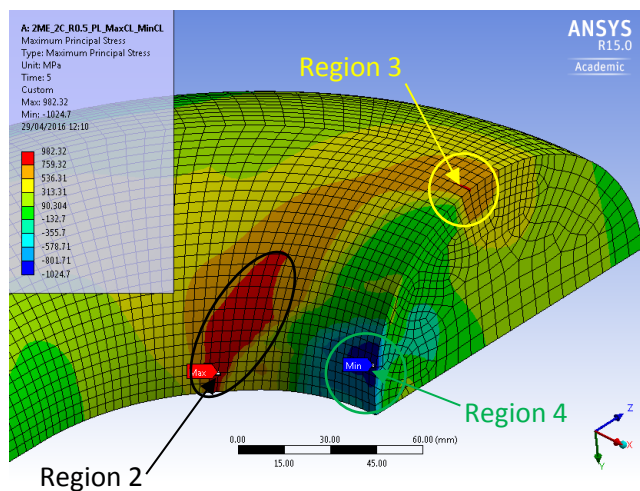 A: 2ME_2C_R0.5_PL_MaxCL_MinCL
Maximum Principal Stress
Type: Maximum Principal Stress
Unit: MPa
Time: 5
Custom
Max: 982.32
Min: -1024.7
29/04/2016 12:10
982.32
759.32
536.31
313.31
90.304
-132.7
-355.7
-578.71
-801.71
-1024.7
ANSYS
R15.0
Academic
Region 3
Max
Min
Region 4
Region 2
0.00 30.00 60.00 (mm)
15.00 45.00
Z
X
Y